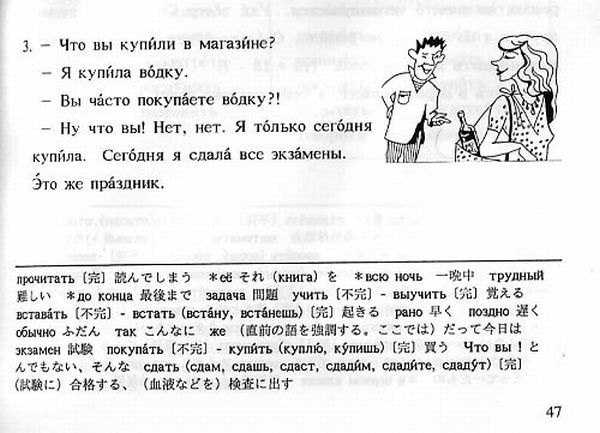 3. – Что вы купи́ли в магази́не?
– Я купи́ла во́дку.
– Вы ча́сто покупа́ете во́дку?!
– Ну что вы! Нет, нет. Я то́лько сего́дня
купи́ла. Сего́дня я сдала́ все экза́мены.
Э́то же пра́здник.
прочитать〔完〕読んでしまう *её それ (книга) を *всю ночь 一晩中 трудный
難しい *до конца 最後まで задача 問題 учить〔不完〕- выучить〔完〕覚える
встава́ть〔不完〕- встать (вста́ну, вста́нешь)〔完〕起きる рано 早く поздно 遅く
обычно ふだん так こんなに же (直前の語を強調する。ここでは) だって今日は
экзамен 試験 покупа́ть〔不完〕- купи́ть (куплю́, ку́пишь)〔完〕買う Что вы ! と
んでもない、そんな сдать (сдам, сдашь, сдаст, сдади́м, сдади́те, сдаду́т)〔完〕
(試験に) 合格する、(血液などを) 検査に出す
47